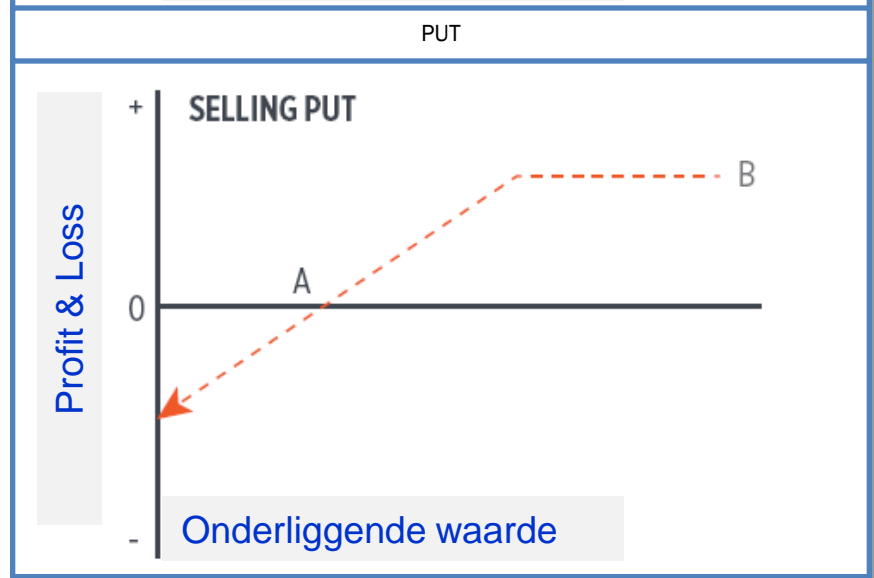 PUT
+
SELLING PUT
B
Profit & Loss
A
0
Onderliggende waarde
-